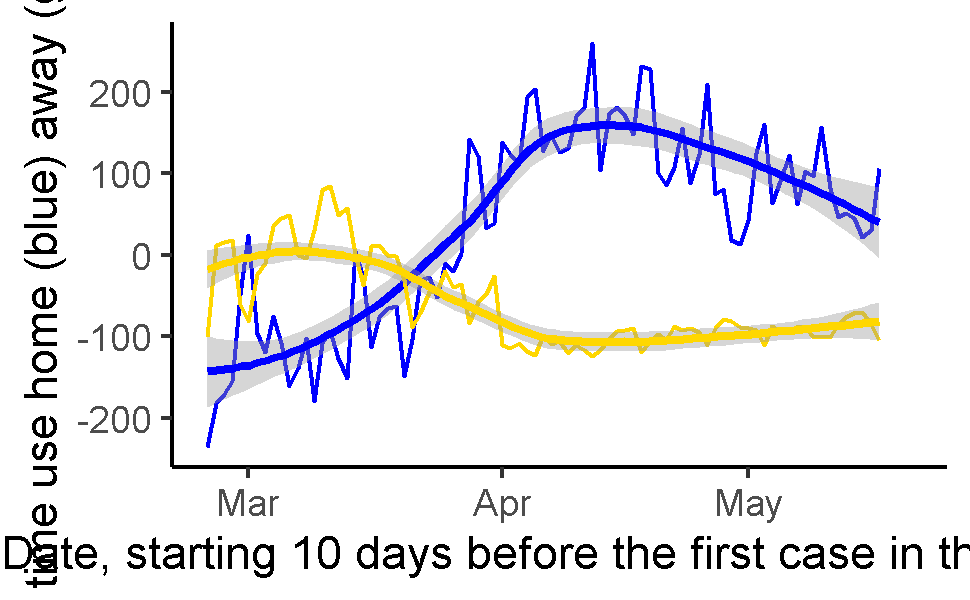 time use home (blue) away (
200
100
0
-100
-200
Mar Apr May
Date, starting 10 days before the first case in th